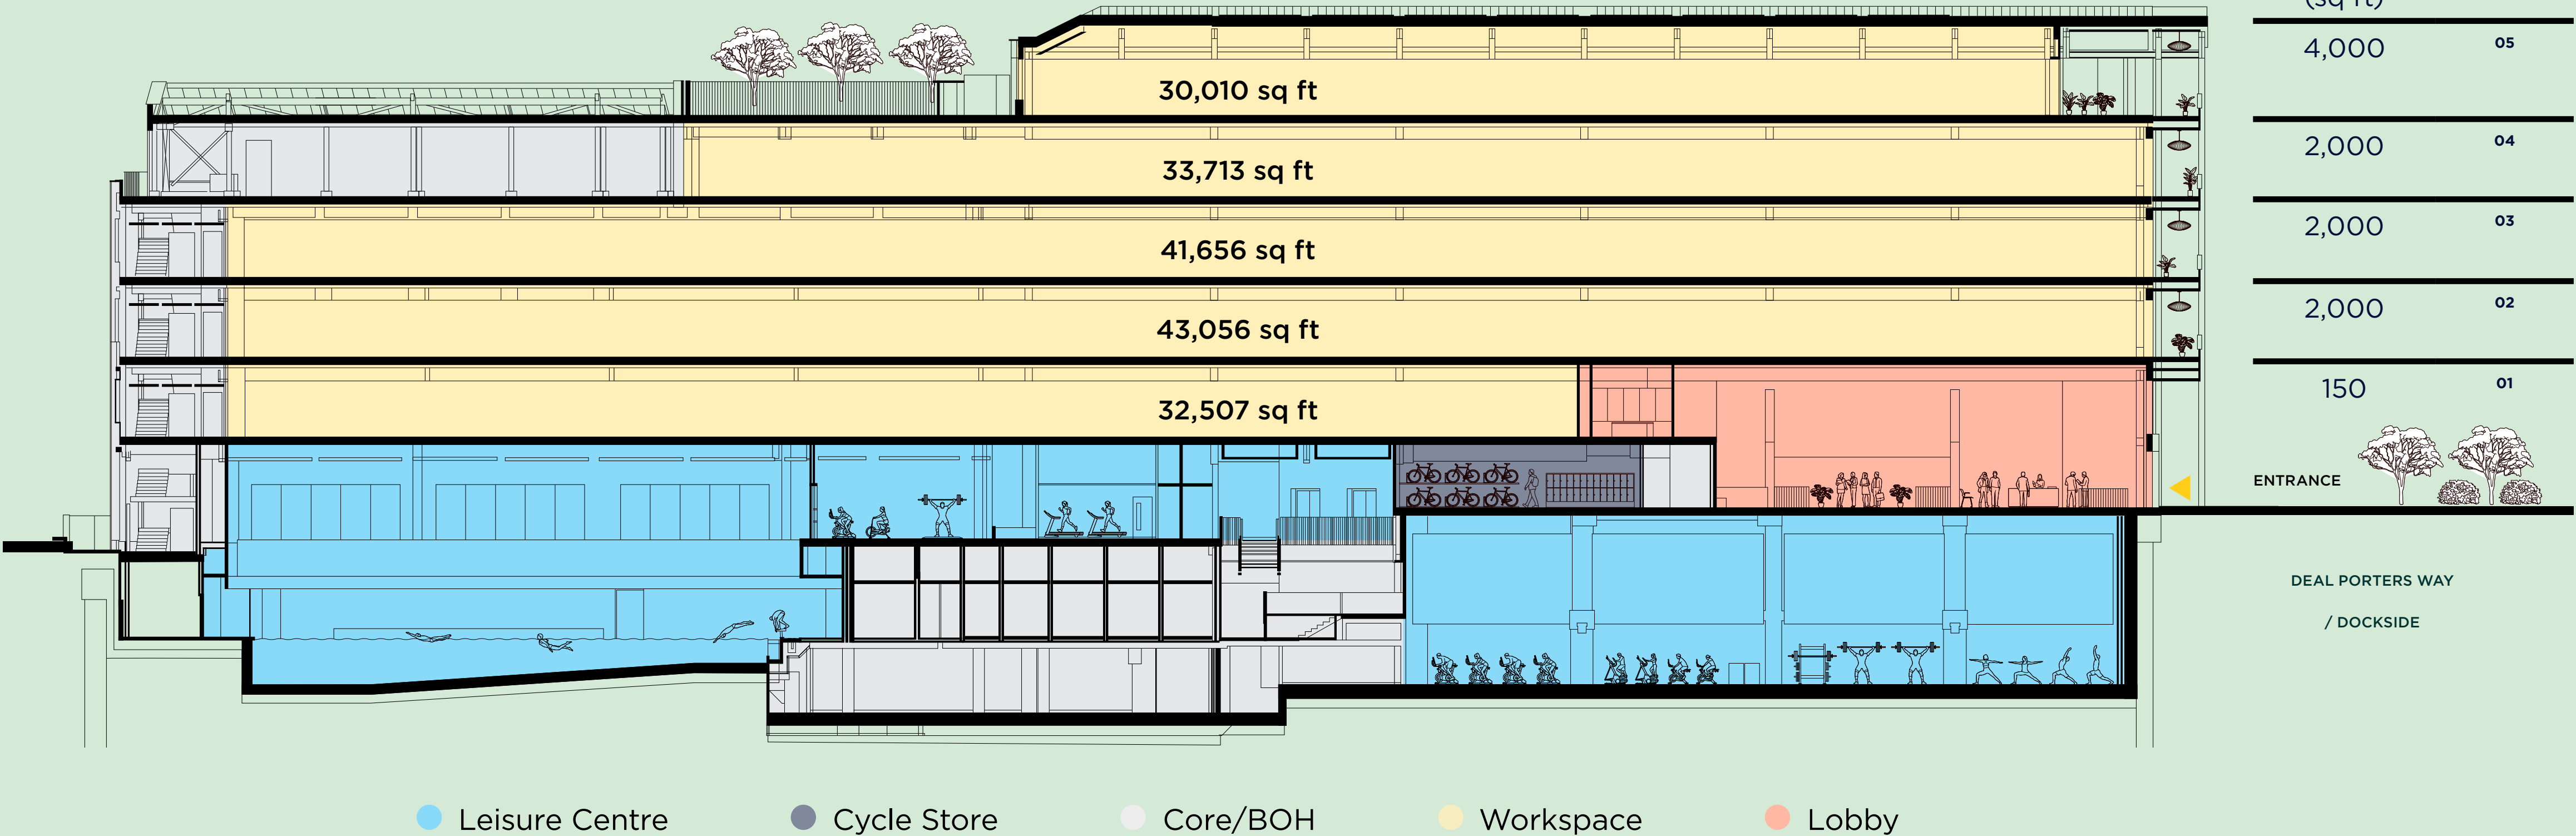 (sq ft)
30,010 sq ft
4,000 05
33,713 sq ft
2,000 04
41,656 sq ft
2,000 03
43,056 sq ft
2,000 02
32,507 sq ft
150 01
ENTRANCE
DEAL PORTERS WAY
/ DOCKSIDE
Leisure Centre
Cycle Store
Core/BOH
Workspace
Lobby